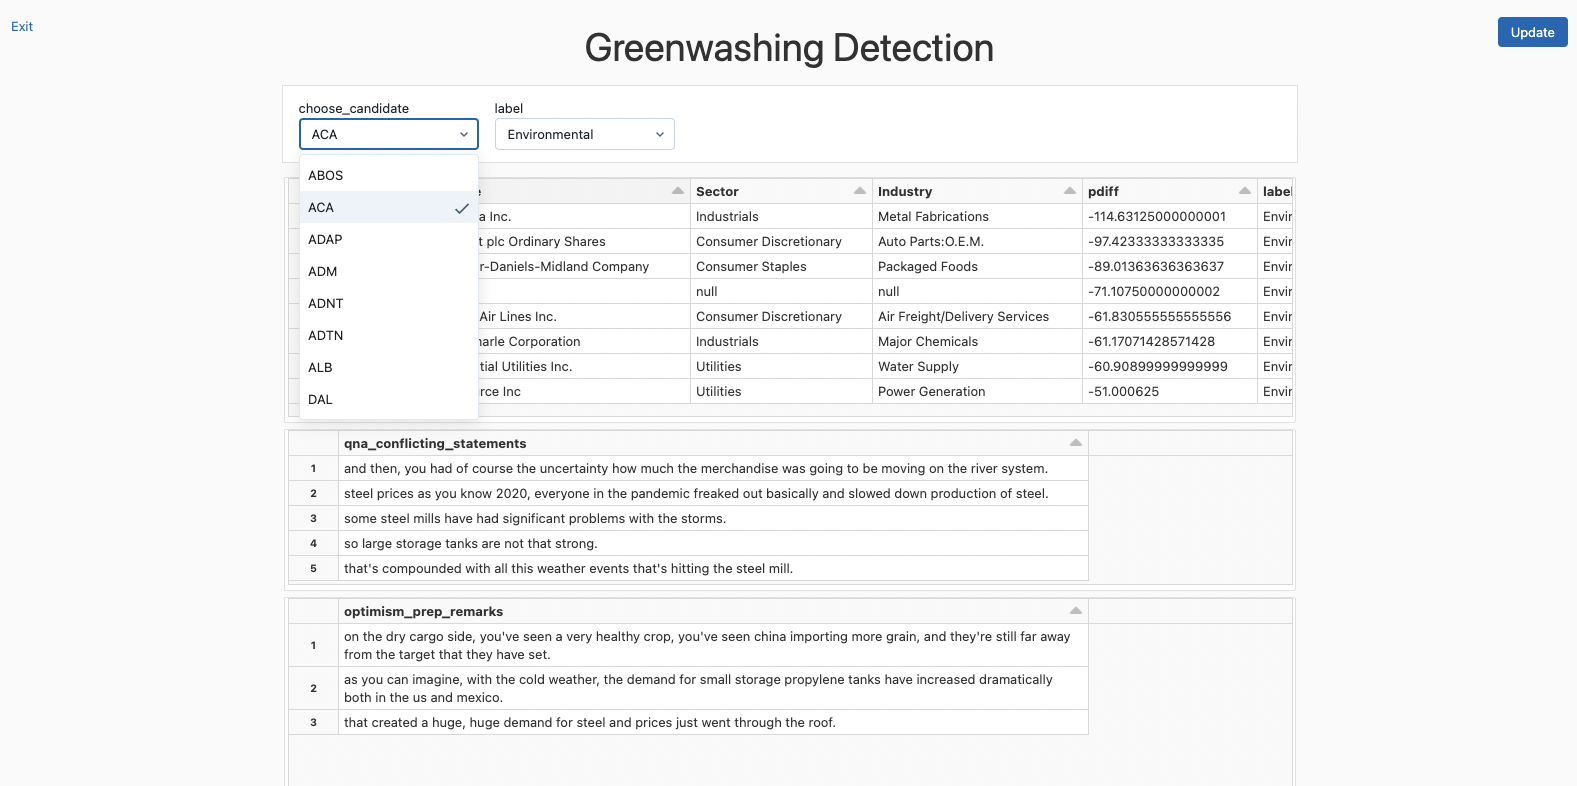 Exit
Greenwashing Detection
Update
choose_candidate label
ACA Environmental
ABOS
ACA
ADAP
ADM
ADNT
ADTN
ALB
DAL
Sector Industry pdiff
a Inc. Industrials Metal Fabrications -114.63125000000001 Envir
t plc Ordinary Shares Consumer Discretionary Auto Parts:O.E.M. -97.42333333333335 Envir
r-Daniels-Midland Company Consumer Staples Packaged Foods -89.01363636363637 Envir
null null -71.10750000000002 Envir
Air Lines Inc. Consumer Discretionary Air Freight/Delivery Services -61.830555555555556 Envir
arle Corporation Industrials Major Chemicals -61.17071428571428 Envir
tial Utilities Inc. Utilities Water Supply -60.90899999999999 Envir
rce Inc Utilities Power Generation -51.000625 Envir
qna_conflicting_statements
1 and then, you had of course the uncertainty how much the merchandise was going to be moving on the river system.
2 steel prices as you know 2020, everyone in the pandemic freaked out basically and slowed down production of steel.
3 some steel mills have had significant problems with the storms.
4 so large storage tanks are not that strong.
5 that's compounded with all this weather events that's hitting the steel mill.
optimism_prep_remarks
1 on the dry cargo side, you've seen a very healthy crop, you've seen china importing more grain, and they're still far away
from the target that they have set.
2 as you can imagine, with the cold weather, the demand for small storage propylene tanks have increased dramatically
both in the us and mexico.
3 that created a huge, huge demand for steel and prices just went through the roof.